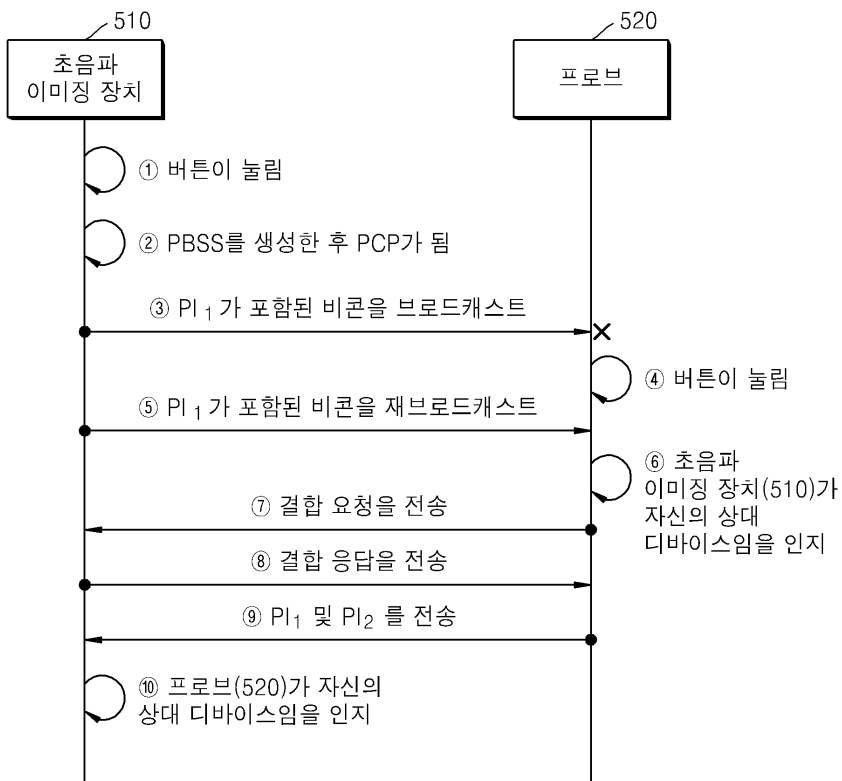 510
520
초음파
이미징 장치
프로브
① 버튼이 눌림
② PBSS를 생성한 후 PCP가 됨
③ PI₁가 포함된 비콘을 브로드캐스트
④ 버튼이 눌림
⑤ PI₁가 포함된 비콘을 재브로드캐스트
⑥ 초음파
이미징 장치(510)가
자신의 상대
디바이스임을 인지
⑦ 결합 요청을 전송
⑧ 결합 응답을 전송
⑨ PI₁ 및 PI₂ 를 전송
⑩ 프로브(520)가 자신의
상대 디바이스임을 인지